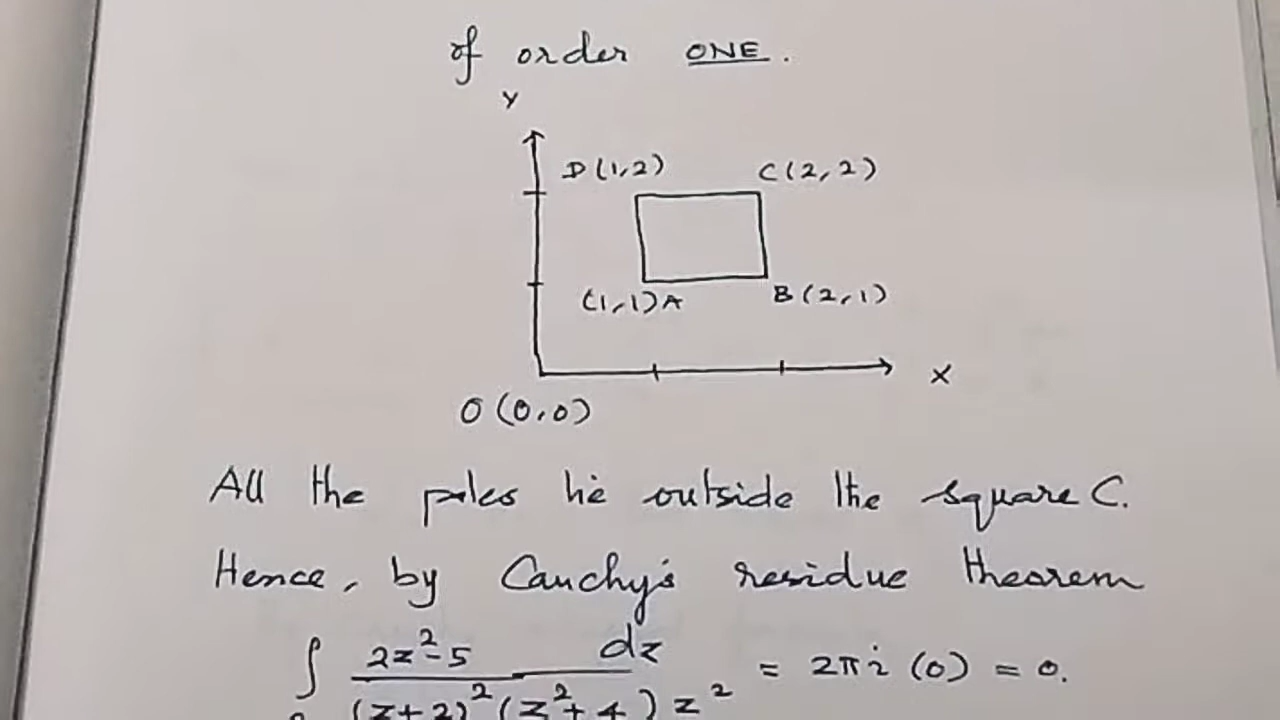 of order ONE.
Y
D(1,2) C(2,2)
(1,1)A B(2,1)
X
O(0,0)
All the poles lie outside the square C.
Hence, by Cauchy's residue theorem
∫ 2z²-5 dz / (z+2)²(z²+4)z² = 2πi(0) = 0.